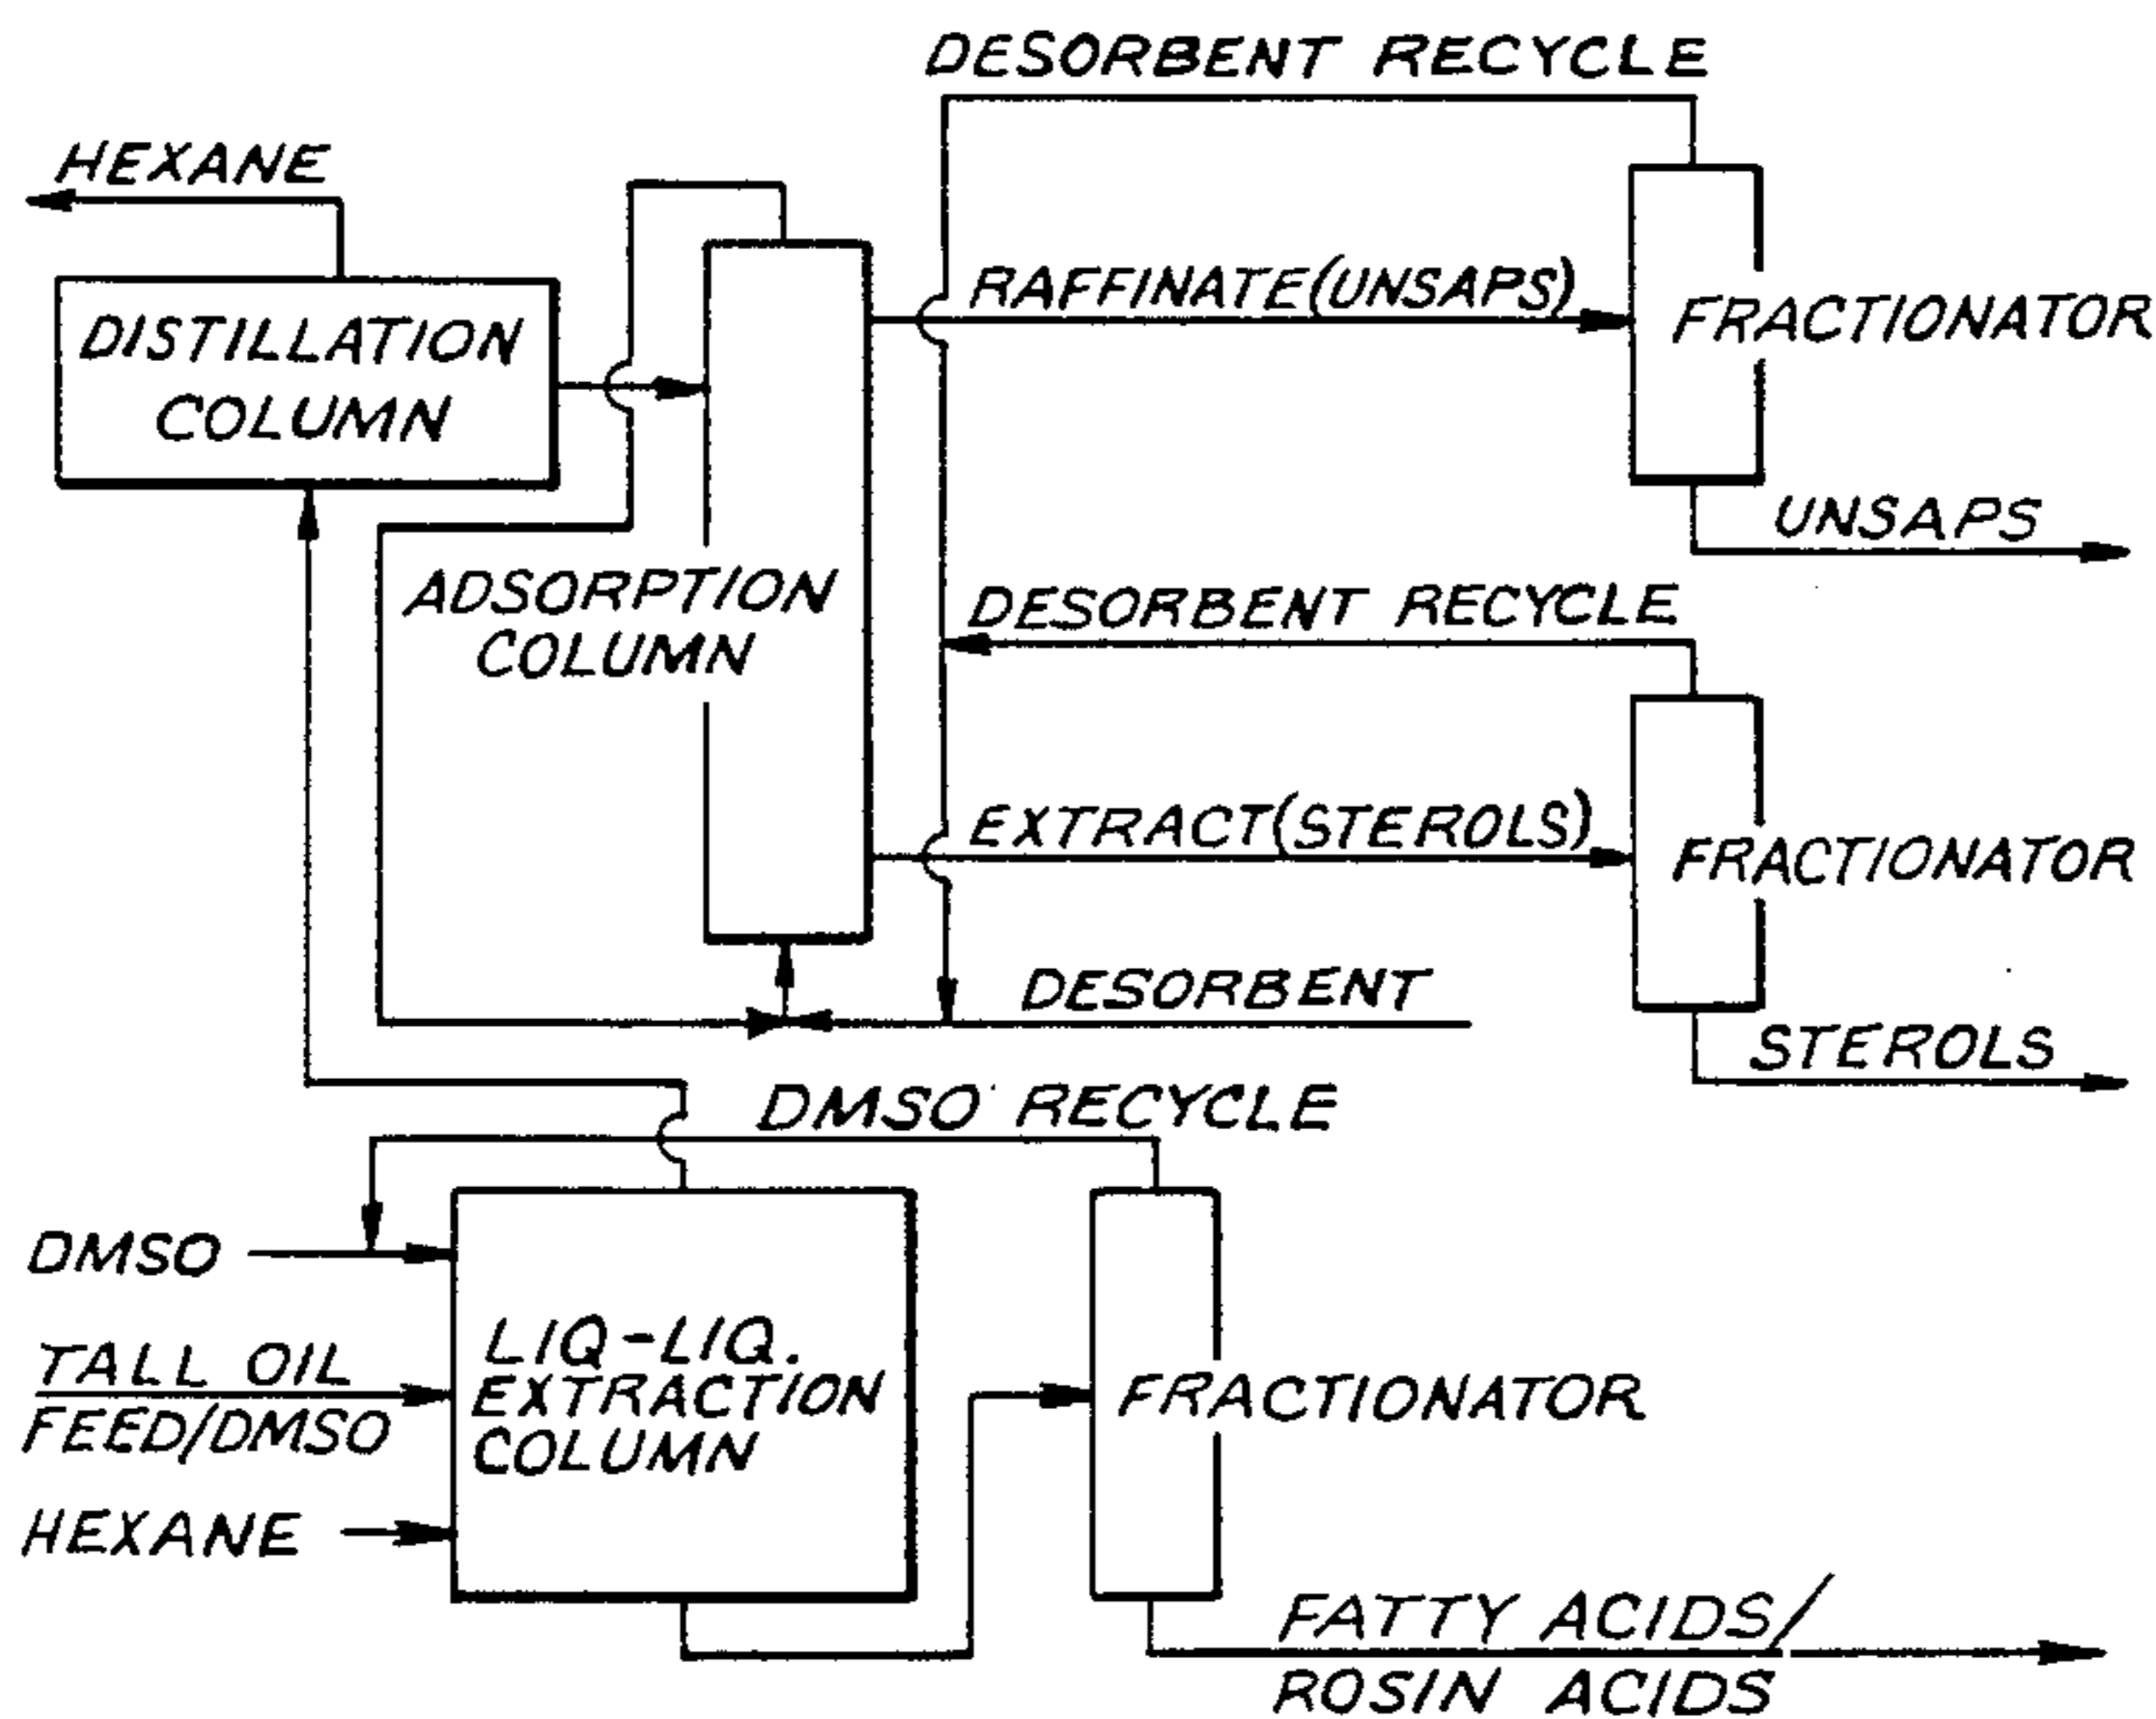 DESORBENT RECYCLE
HEXANE
DISTILLATION
COLUMN
RAFFINATE(UNSAPS)
FRACTIONATOR
UNSAPS
ADSORPTION
COLUMN
DESORBENT RECYCLE
EXTRACT(STEROLS)
FRACTIONATOR
DESORBENT
STEROLS
DMSO RECYCLE
DMSO
TALL OIL
FEED/DMSO
HEXANE
LIQ-LIQ.
EXTRACTION
COLUMN
FRACTIONATOR
FATTY ACIDS/
ROSIN ACIDS